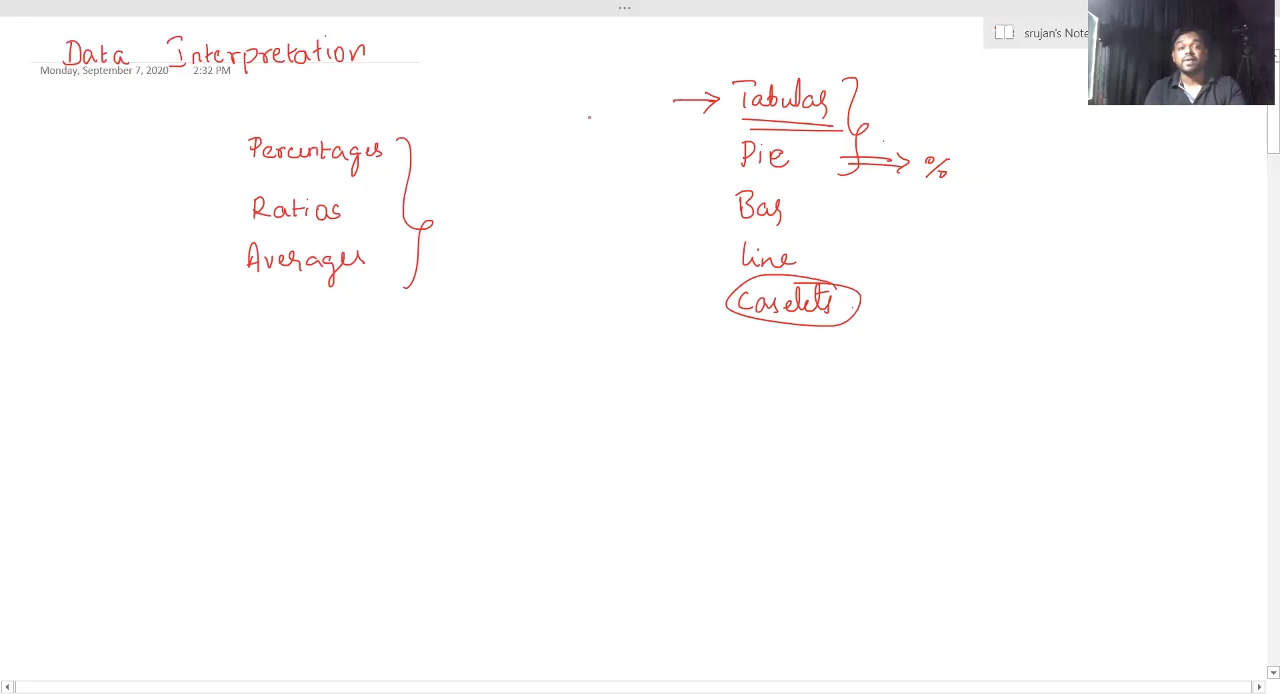 Data Interpretation
Monday, September 7, 2020 2:32 PM
srujan's Note
Percentages
Ratios
Averages
Tabular
Pie
%
Bar
Line
Caselets